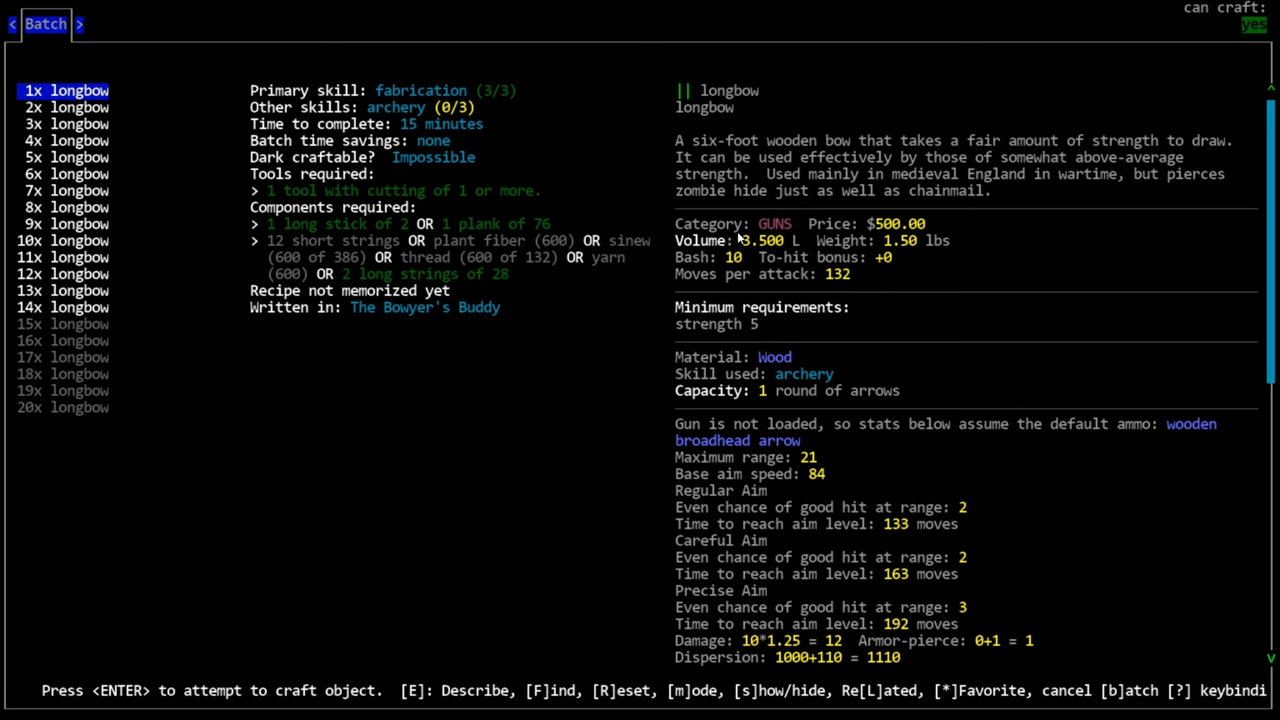 can craft:
< Batch >
yes
1x longbow
2x longbow
3x longbow
4x longbow
5x longbow
6x longbow
7x longbow
8x longbow
9x longbow
10x longbow
11x longbow
12x longbow
13x longbow
14x longbow
15x longbow
16x longbow
17x longbow
18x longbow
19x longbow
20x longbow
Primary skill: fabrication (3/3)
Other skills: archery (0/3)
Time to complete: 15 minutes
Batch time savings: none
Dark craftable? Impossible
Tools required:
> 1 tool with cutting of 1 or more.
Components required:
> 1 long stick of 2 OR 1 plank of 76
> 12 short strings OR plant fiber (600) OR sinew
(600 of 386) OR thread (600 of 132) OR yarn
(600) OR 2 long strings of 28
Recipe not memorized yet
Written in: The Bowyer's Buddy
|| longbow
longbow
A six-foot wooden bow that takes a fair amount of strength to draw.
It can be used effectively by those of somewhat above-average
strength. Used mainly in medieval England in wartime, but pierces
zombie hide just as well as chainmail.
Category: GUNS Price: $500.00
Volume: 3.500 L Weight: 1.50 lbs
Bash: 10 To-hit bonus: +0
Moves per attack: 132
Minimum requirements:
strength 5
Material: Wood
Skill used: archery
Capacity: 1 round of arrows
Gun is not loaded, so stats below assume the default ammo: wooden
broadhead arrow
Maximum range: 21
Base aim speed: 84
Regular Aim
Even chance of good hit at range: 2
Time to reach aim level: 133 moves
Careful Aim
Even chance of good hit at range: 2
Time to reach aim level: 163 moves
Precise Aim
Even chance of good hit at range: 3
Time to reach aim level: 192 moves
Damage: 10*1.25 = 12 Armor-pierce: 0+1 = 1
Dispersion: 1000+110 = 1110
Press <ENTER> to attempt to craft object. [E]: Describe, [F]ind, [R]eset, [m]ode, [s]how/hide, Re[L]ated, [*]Favorite, cancel [b]atch [?] keybindi